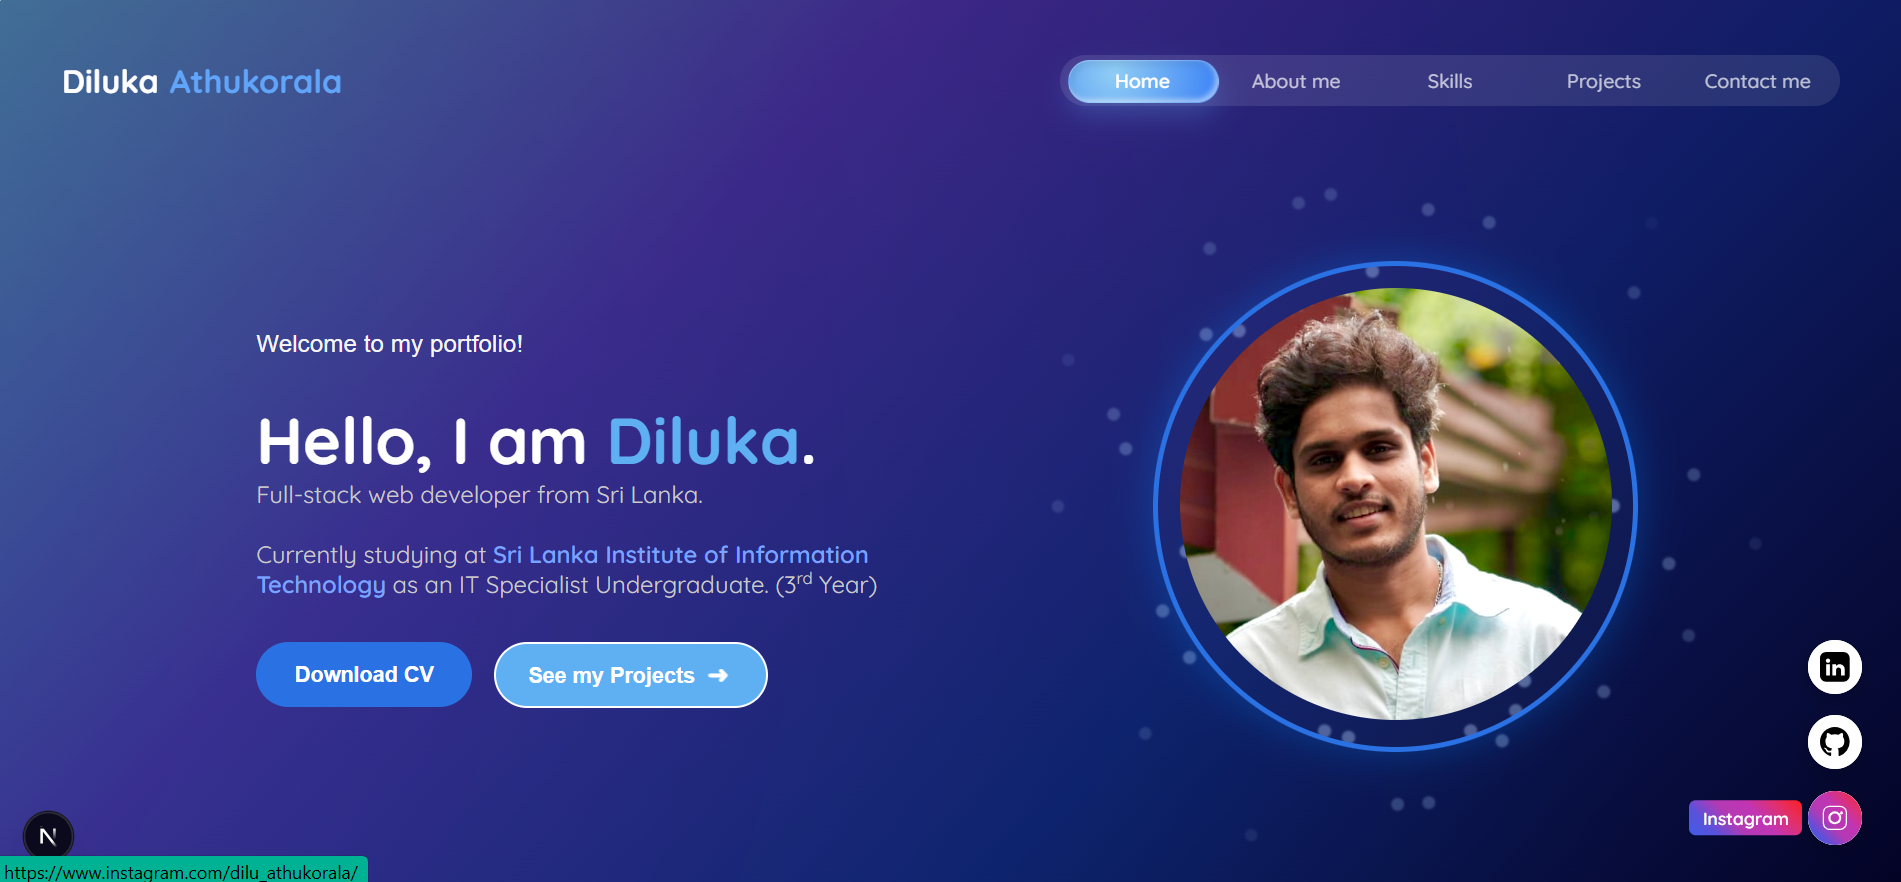 Diluka Athukorala
Home
About me
Skills
Projects
Contact me
Welcome to my portfolio!
Hello, I am Diluka.
Full-stack web developer from Sri Lanka.
Currently studying at Sri Lanka Institute of Information
Technology as an IT Specialist Undergraduate. (3rd Year)
Download CV
See my Projects ➜
in
Instagram
N
https://www.instagram.com/dilu_athukorala/